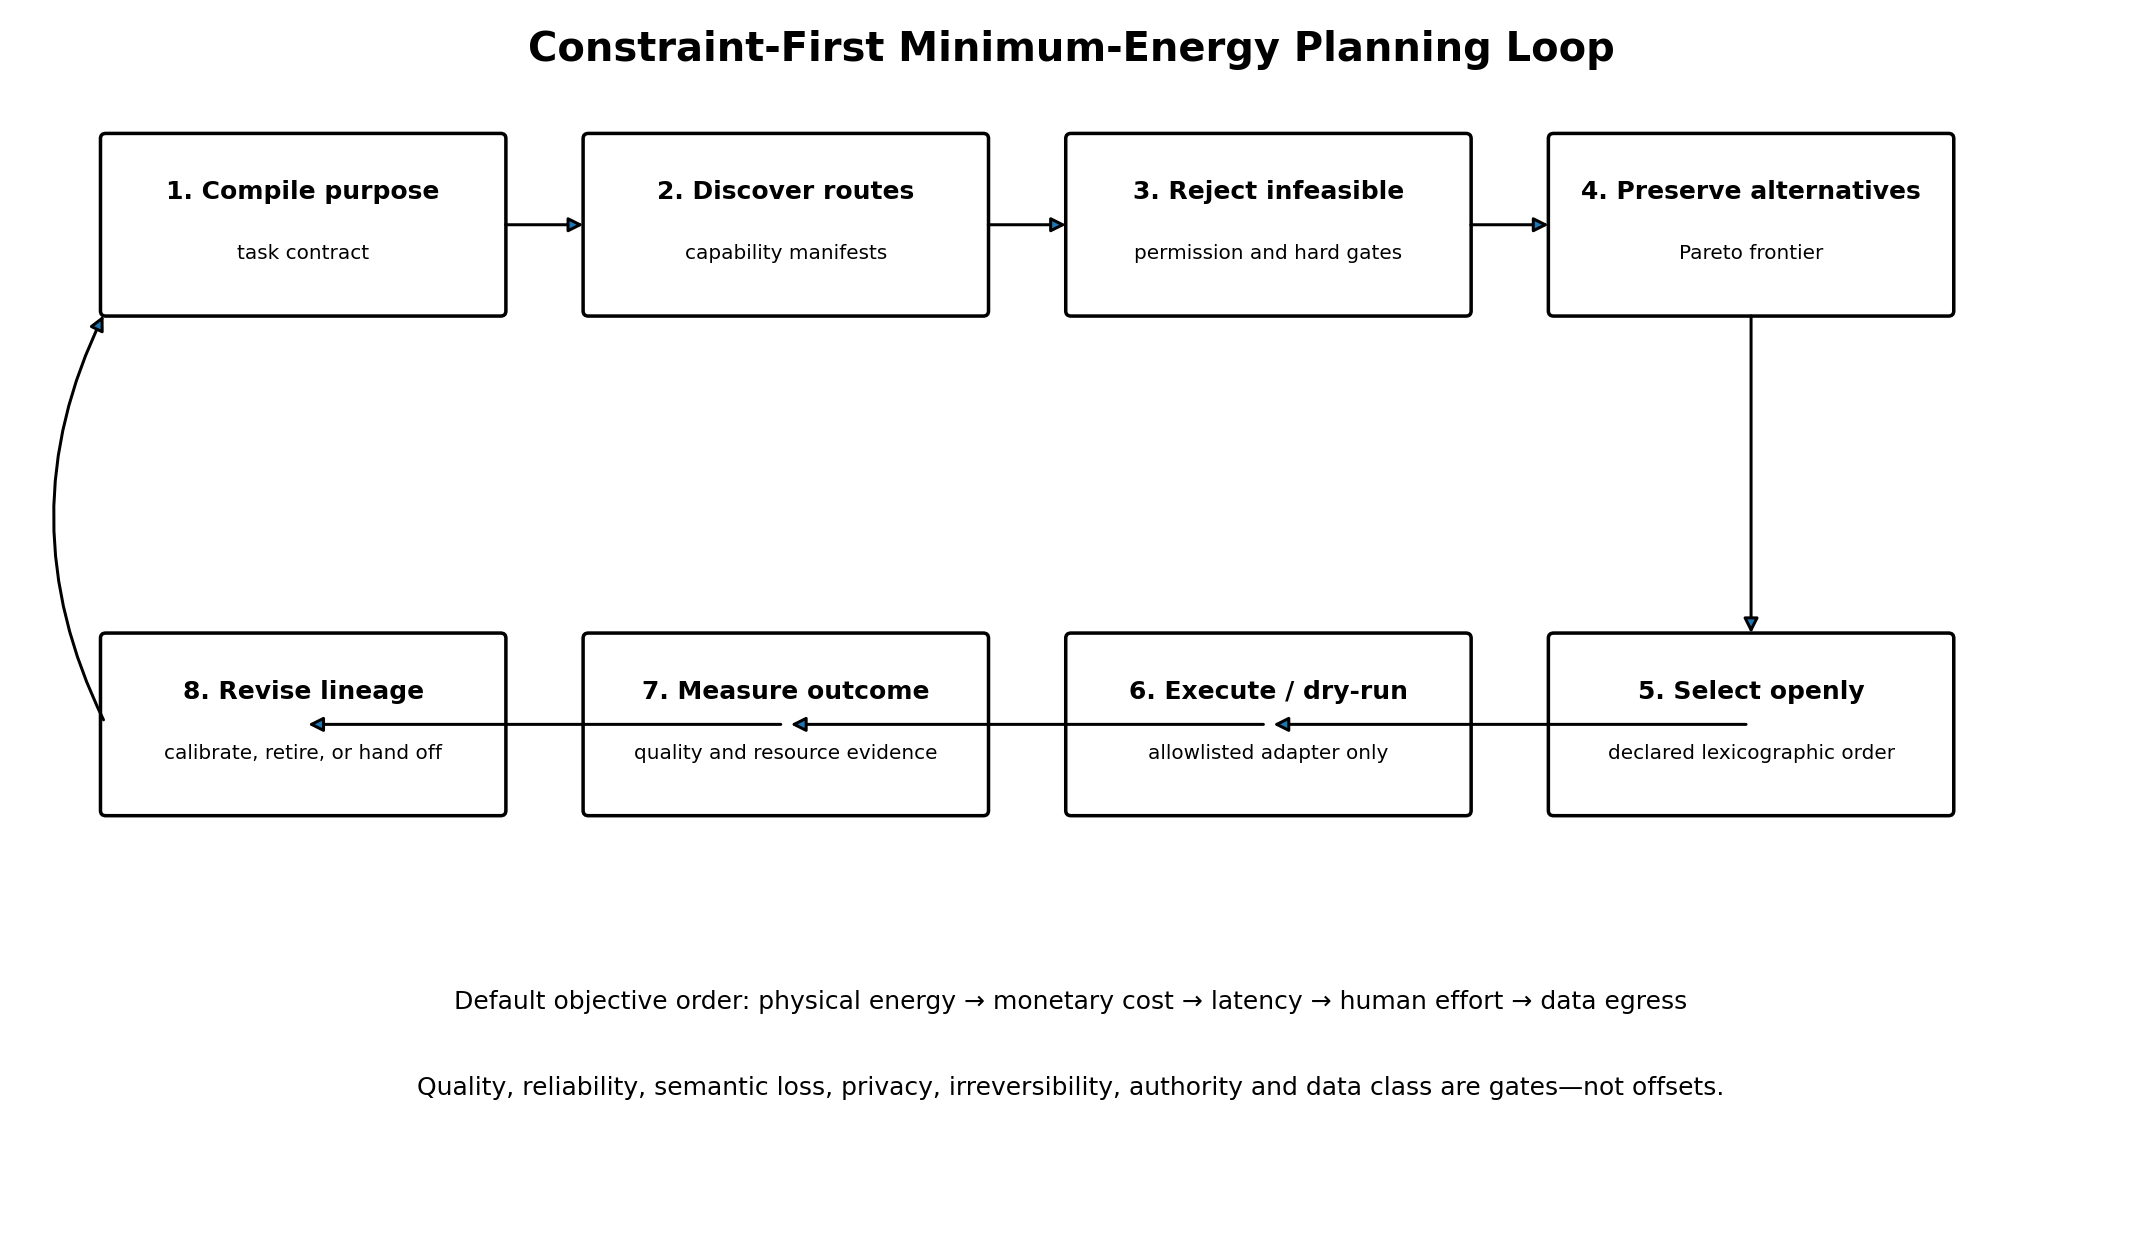 Constraint-First Minimum-Energy Planning Loop
1. Compile purpose
task contract
2. Discover routes
capability manifests
3. Reject infeasible
permission and hard gates
4. Preserve alternatives
Pareto frontier
5. Select openly
declared lexicographic order
6. Execute / dry-run
allowlisted adapter only
7. Measure outcome
quality and resource evidence
8. Revise lineage
calibrate, retire, or hand off
Default objective order: physical energy → monetary cost → latency → human effort → data egress
Quality, reliability, semantic loss, privacy, irreversibility, authority and data class are gates—not offsets.